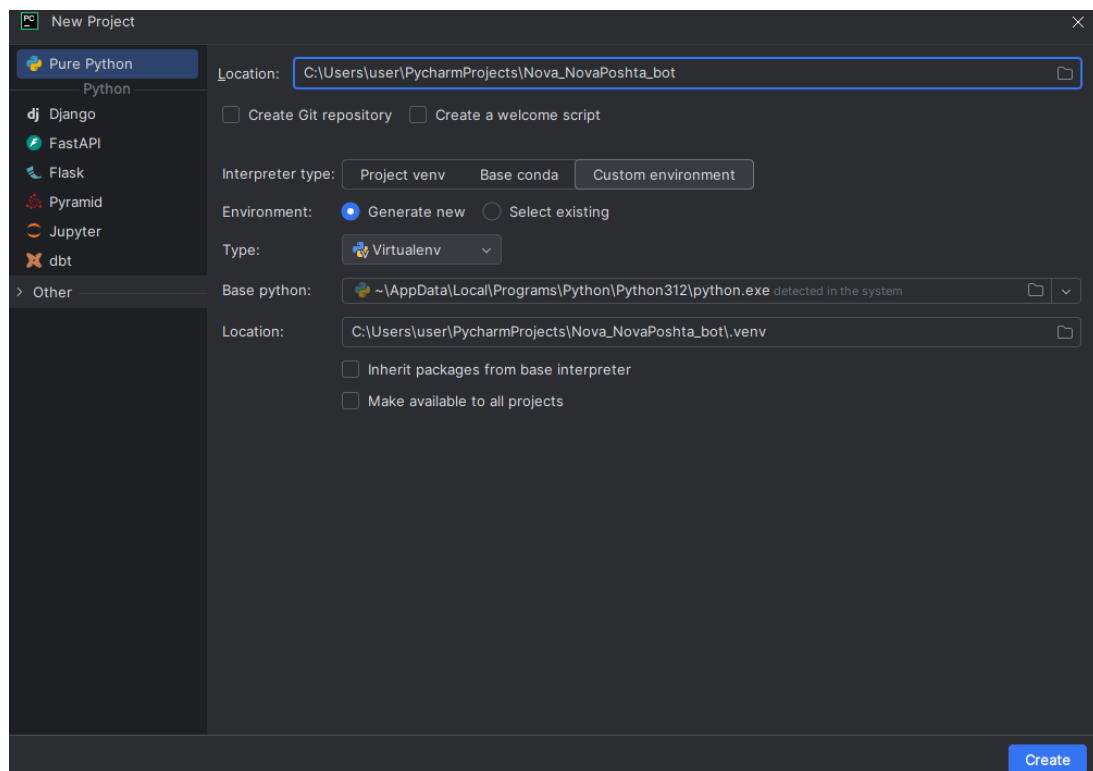 PC New Project
Pure Python
Python
dj Django
FastAPI
Flask
Pyramid
Jupyter
dbt
Other
Location: C:\Users\user\PycharmProjects\Nova_NovaPoshta_bot
Create Git repository Create a welcome script
Interpreter type: Project venv Base conda Custom environment
Environment: Generate new Select existing
Type: Virtualenv
Base python: ~\AppData\Local\Programs\Python\Python312\python.exe detected in the system
Location: C:\Users\user\PycharmProjects\Nova_NovaPoshta_bot\.venv
Inherit packages from base interpreter
Make available to all projects
Create